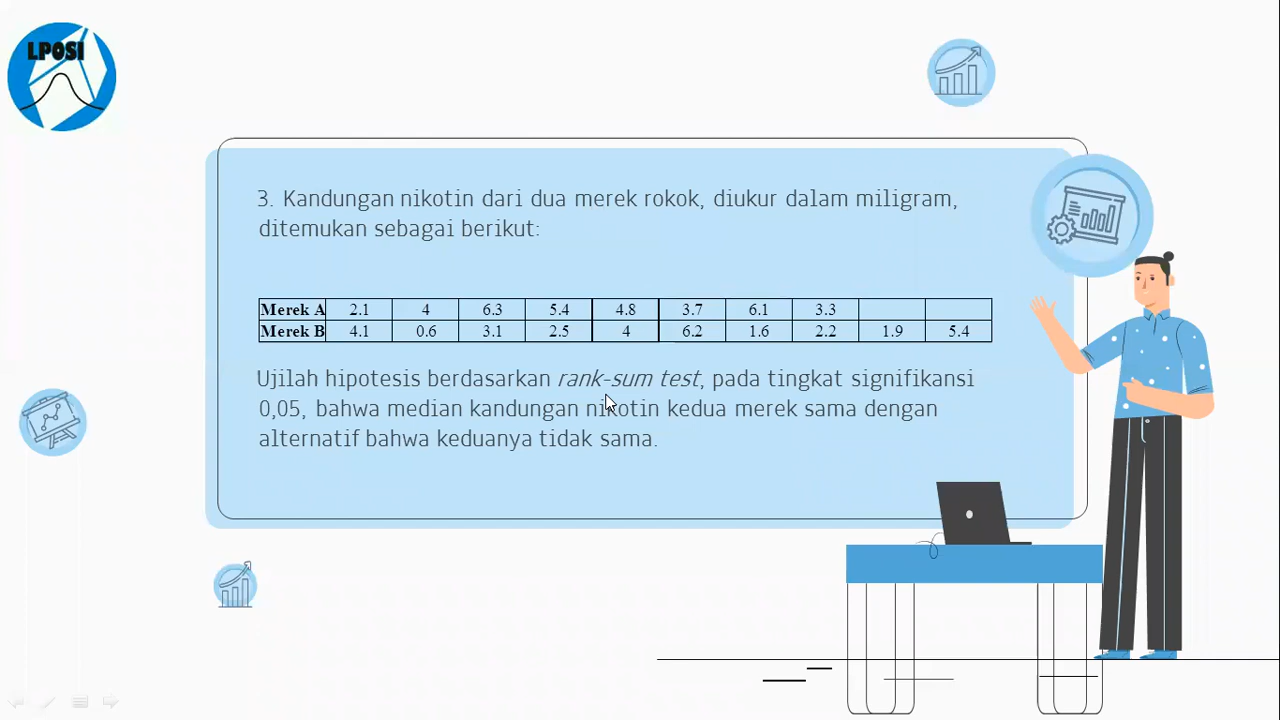 LPOSI
3. Kandungan nikotin dari dua merek rokok, diukur dalam miligram,
ditemukan sebagai berikut:
Merek A 2.1 4 6.3 5.4 4.8 3.7 6.1 3.3
Merek B 4.1 0.6 3.1 2.5 4 6.2 1.6 2.2 1.9 5.4
Ujilah hipotesis berdasarkan rank-sum test, pada tingkat signifikansi
0,05, bahwa median kandungan nikotin kedua merek sama dengan
alternatif bahwa keduanya tidak sama.